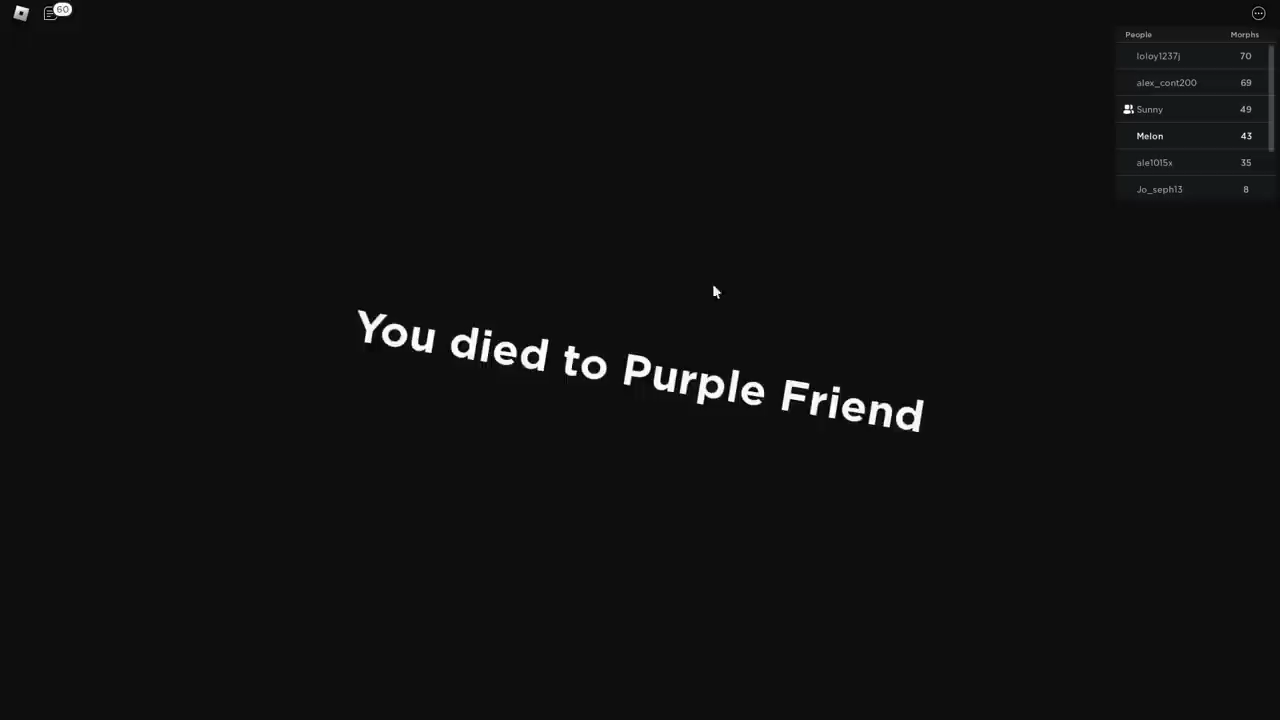 60
People Morphs
loloy1237j 70
alex_cont200 69
Sunny 49
Melon 43
ale1015x 35
Jo_seph13 8
You died to Purple Friend